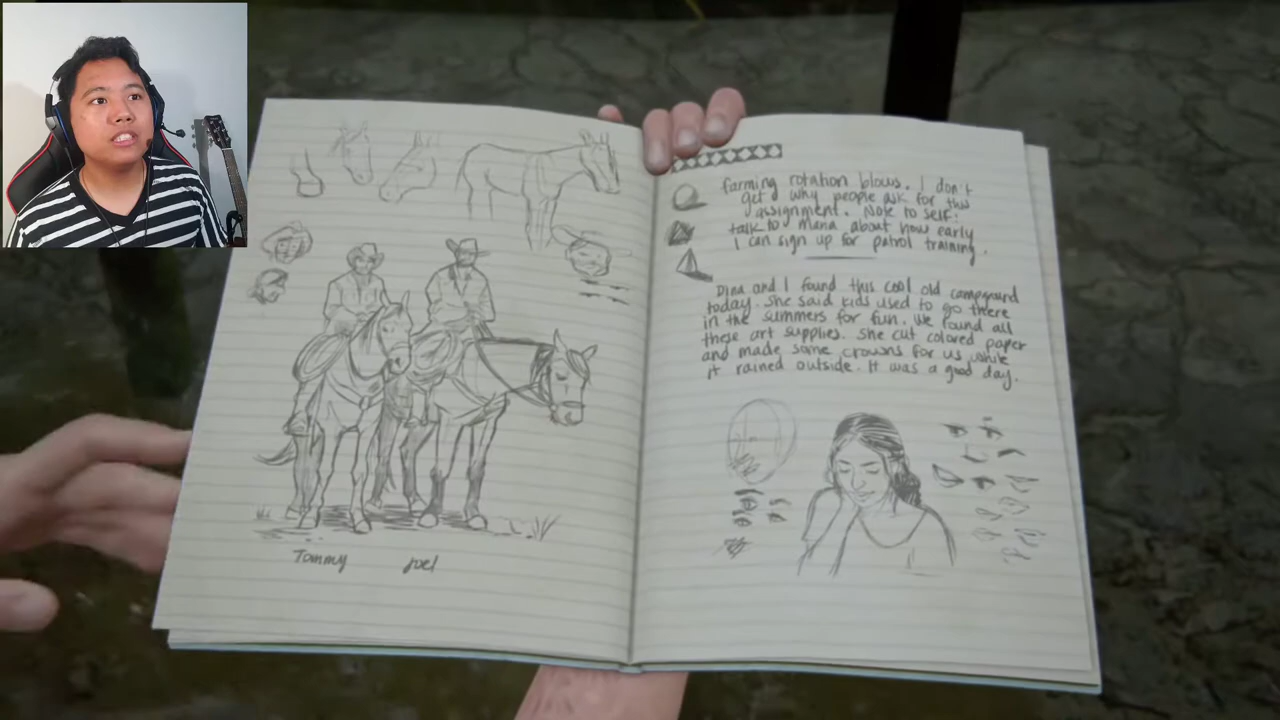 Tommy Joel
farming rotation blows. I don't
get why people ask for this
assignment. Note to self:
talk to Maria about how early
I can sign up for patrol training.
Dina and I found this cool old campground
today. She said kids used to go there
in the summers for fun. We found all
these art supplies. She cut colored paper
and made some crowns for us while
it rained outside. It was a good day.